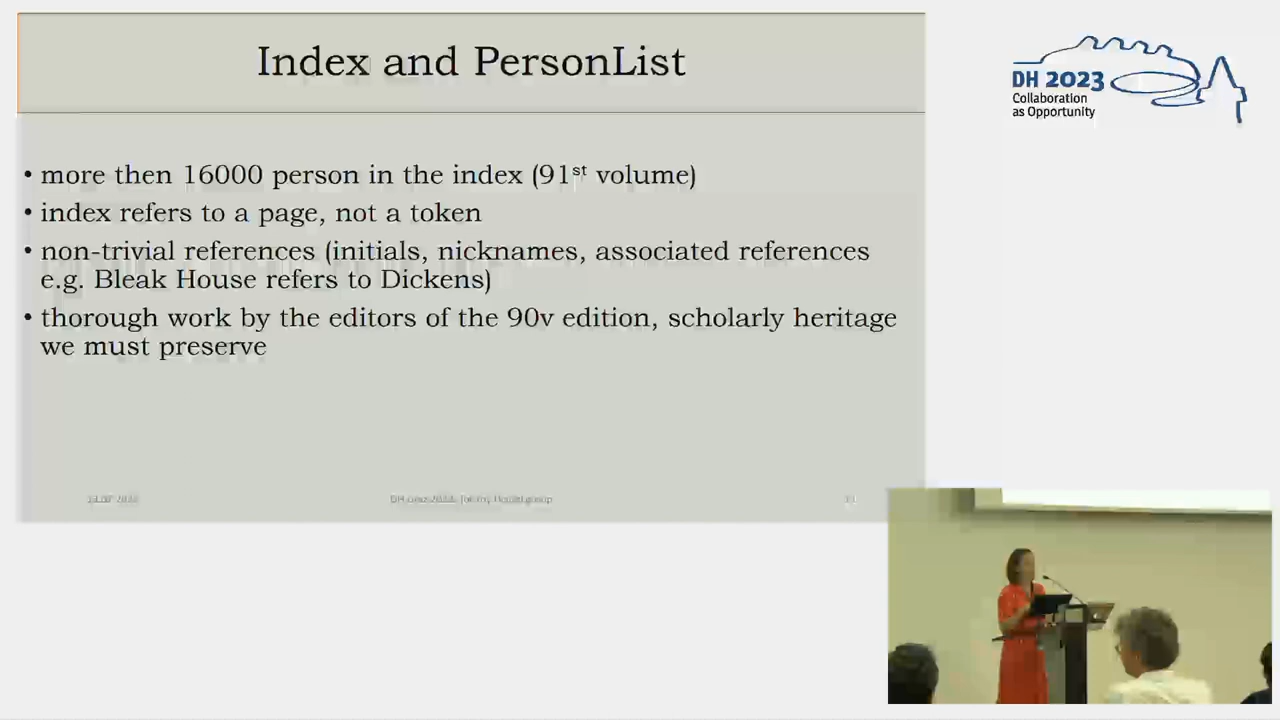 Index and PersonList
DH 2023
Collaboration
as Opportunity
• more then 16000 person in the index (91st volume)
• index refers to a page, not a token
• non-trivial references (initials, nicknames, associated references
e.g. Bleak House refers to Dickens)
• thorough work by the editors of the 90v edition, scholarly heritage
we must preserve